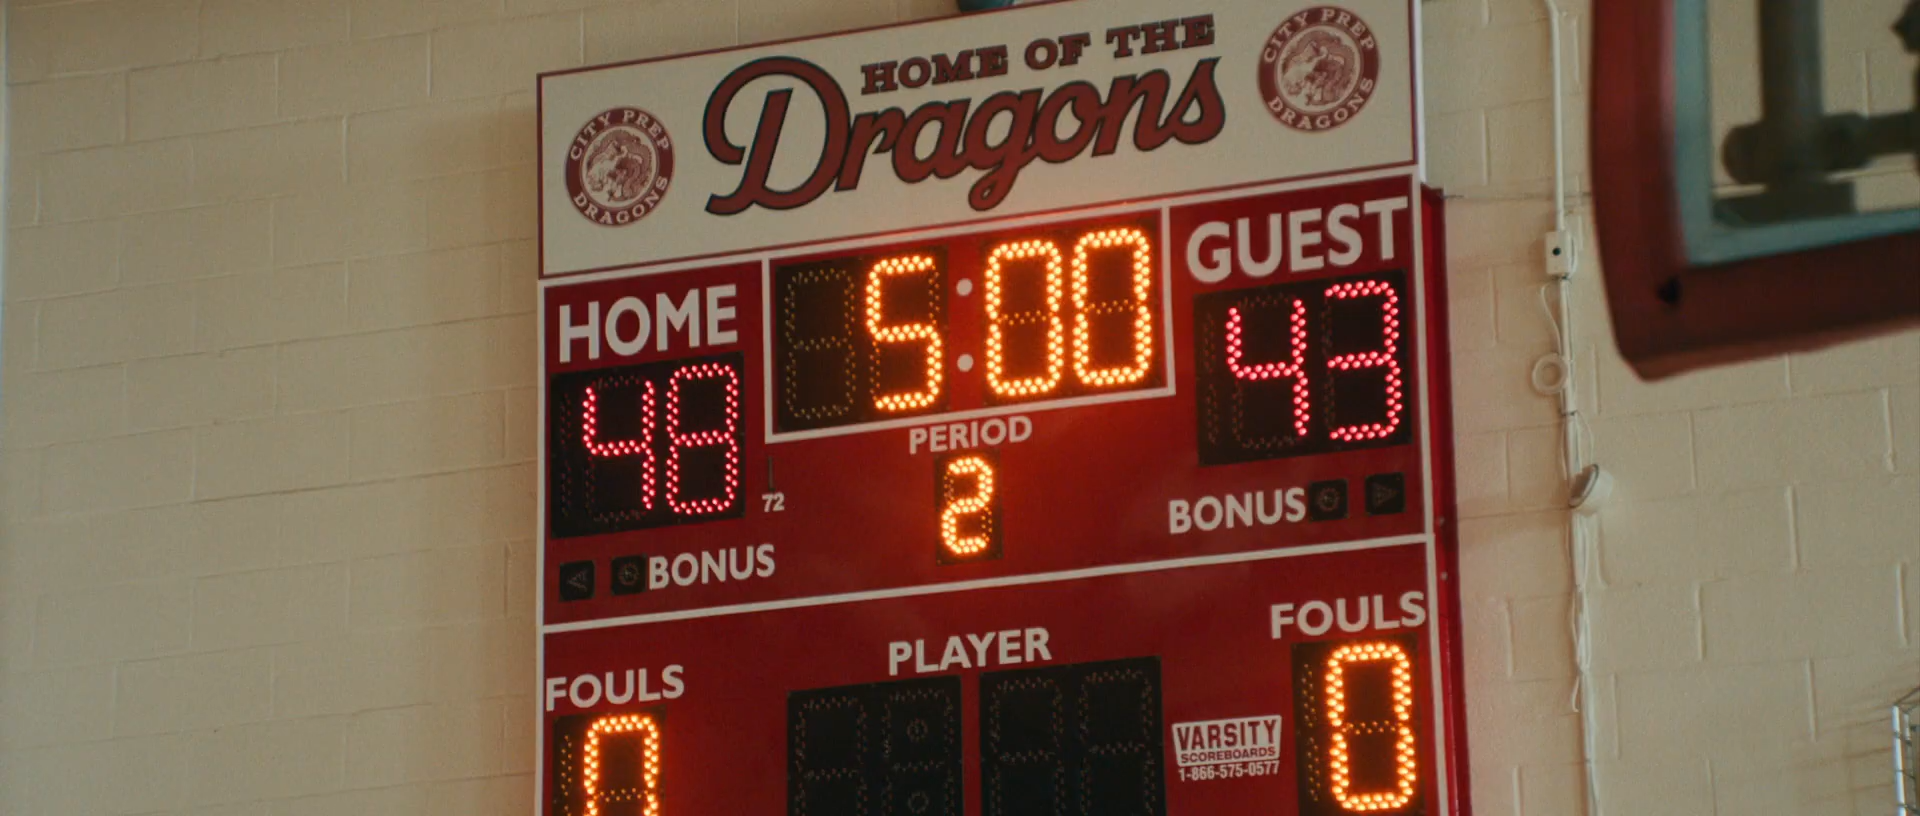 HOME OF THE
Dragons
CITY PREP
DRAGONS
CITY PREP
DRAGONS
HOME
5:00
GUEST
48
43
PERIOD
2
72
BONUS
BONUS
FOULS
PLAYER
FOULS
0
0
VARSITY
SCOREBOARDS
1-866-575-0577